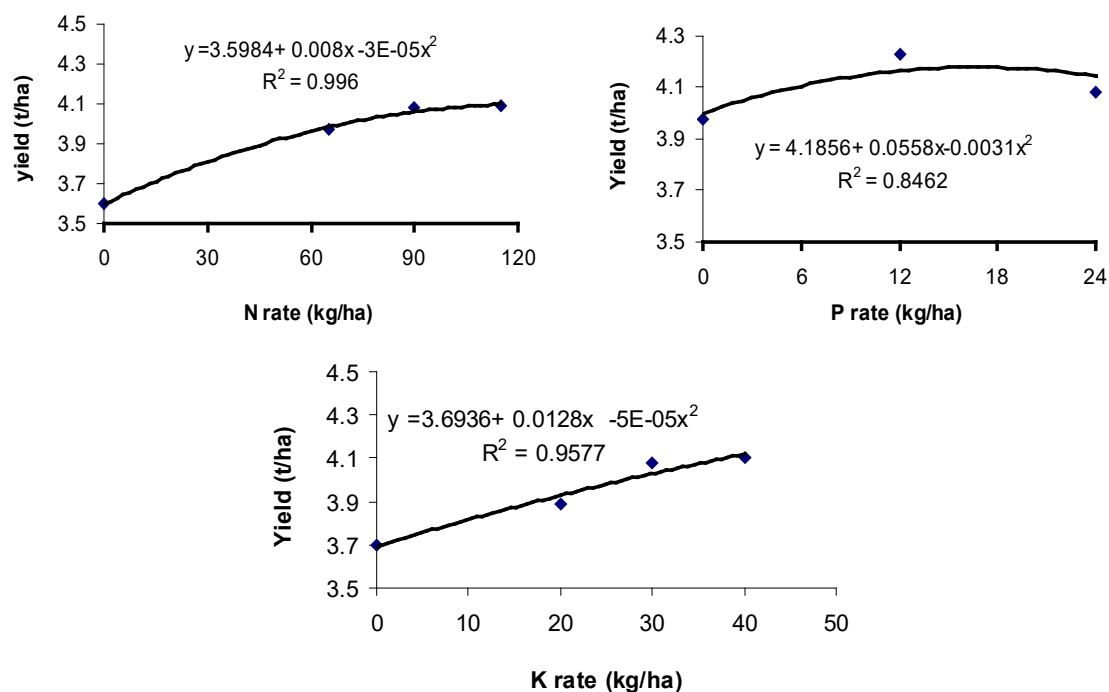 4.5
4.3
4.1
3.9
3.7
3.5
yield (t/ha)
y =3.5984+ 0.008x -3E-05x²
R² = 0.996
0 30 60 90 120
N rate (kg/ha)
4.3
4.1
3.9
3.7
3.5
Yield (t/ha)
y = 4.1856+ 0.0558x-0.0031x²
R² = 0.8462
0 6 12 18 24
P rate (kg/ha)
4.5
4.3
4.1
3.9
3.7
3.5
Yield (t/ha)
y =3.6936+ 0.0128x -5E-05x²
R² = 0.9577
0 10 20 30 40 50
K rate (kg/ha)